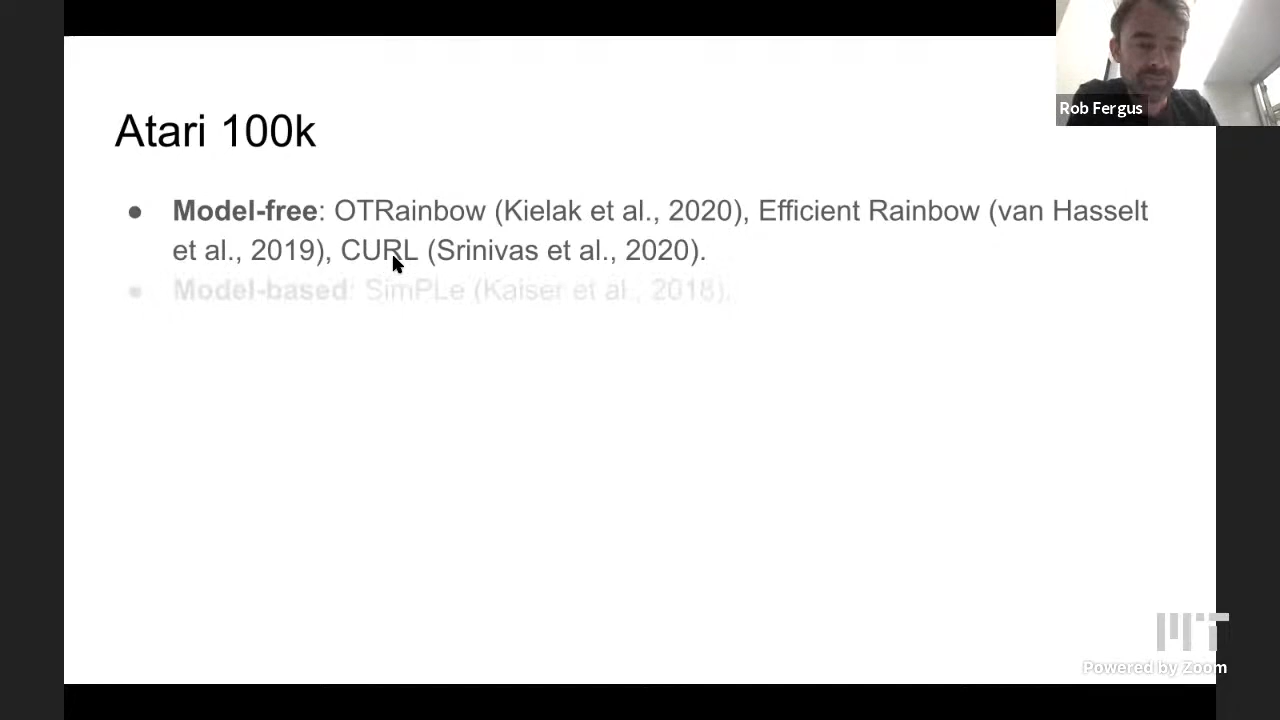 Rob Fergus
Atari 100k
● Model-free: OTRainbow (Kielak et al., 2020), Efficient Rainbow (van Hasselt
et al., 2019), CURL (Srinivas et al., 2020).
● Model-based: SimPLe (Kaiser et al., 2018).
MIT
Powered by Zoom